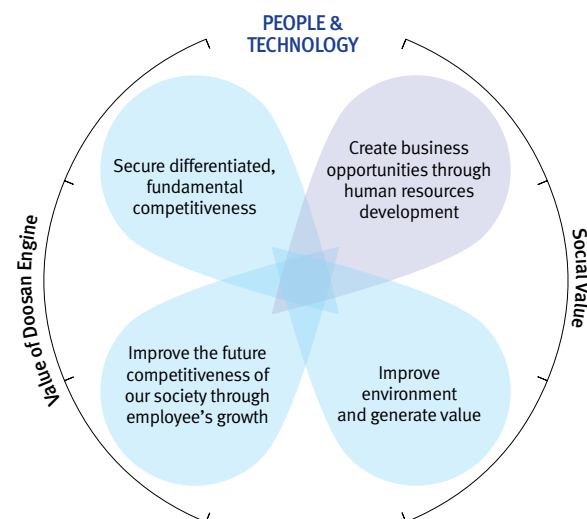 PEOPLE &
TECHNOLOGY
Secure differentiated,
fundamental
competitiveness
Create business
opportunities through
human resources
development
Value of Doosan Engine
Social Value
Improve the future
competitiveness of
our society through
employee's growth
Improve
environment
and generate value